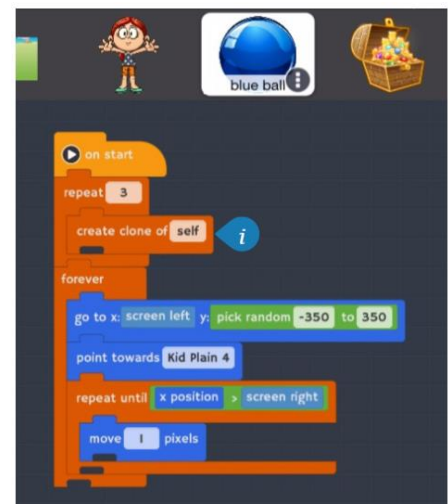 blue ball
on start
repeat 3
create clone of self i
forever
go to x: screen left y: pick random -350 to 350
point towards Kid Plain 4
repeat until x position > screen right
move 1 pixels